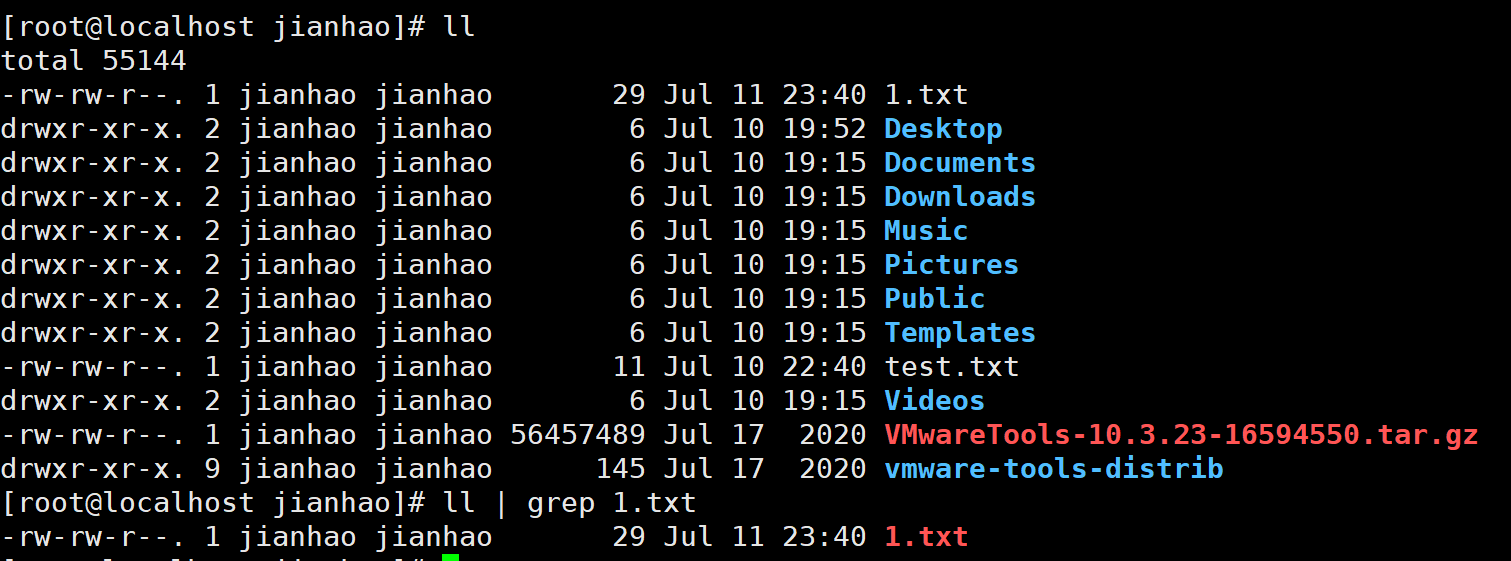 [root@localhost jianhao]# ll
total 55144
-rw-rw-r--. 1 jianhao jianhao       29 Jul 11 23:40 1.txt
drwxr-xr-x. 2 jianhao jianhao        6 Jul 10 19:52 Desktop
drwxr-xr-x. 2 jianhao jianhao        6 Jul 10 19:15 Documents
drwxr-xr-x. 2 jianhao jianhao        6 Jul 10 19:15 Downloads
drwxr-xr-x. 2 jianhao jianhao        6 Jul 10 19:15 Music
drwxr-xr-x. 2 jianhao jianhao        6 Jul 10 19:15 Pictures
drwxr-xr-x. 2 jianhao jianhao        6 Jul 10 19:15 Public
drwxr-xr-x. 2 jianhao jianhao        6 Jul 10 19:15 Templates
-rw-rw-r--. 1 jianhao jianhao       11 Jul 10 22:40 test.txt
drwxr-xr-x. 2 jianhao jianhao        6 Jul 10 19:15 Videos
-rw-rw-r--. 1 jianhao jianhao 56457489 Jul 17  2020 VMwareTools-10.3.23-16594550.tar.gz
drwxr-xr-x. 9 jianhao jianhao      145 Jul 17  2020 vmware-tools-distrib
[root@localhost jianhao]# ll | grep 1.txt
-rw-rw-r--. 1 jianhao jianhao       29 Jul 11 23:40 1.txt